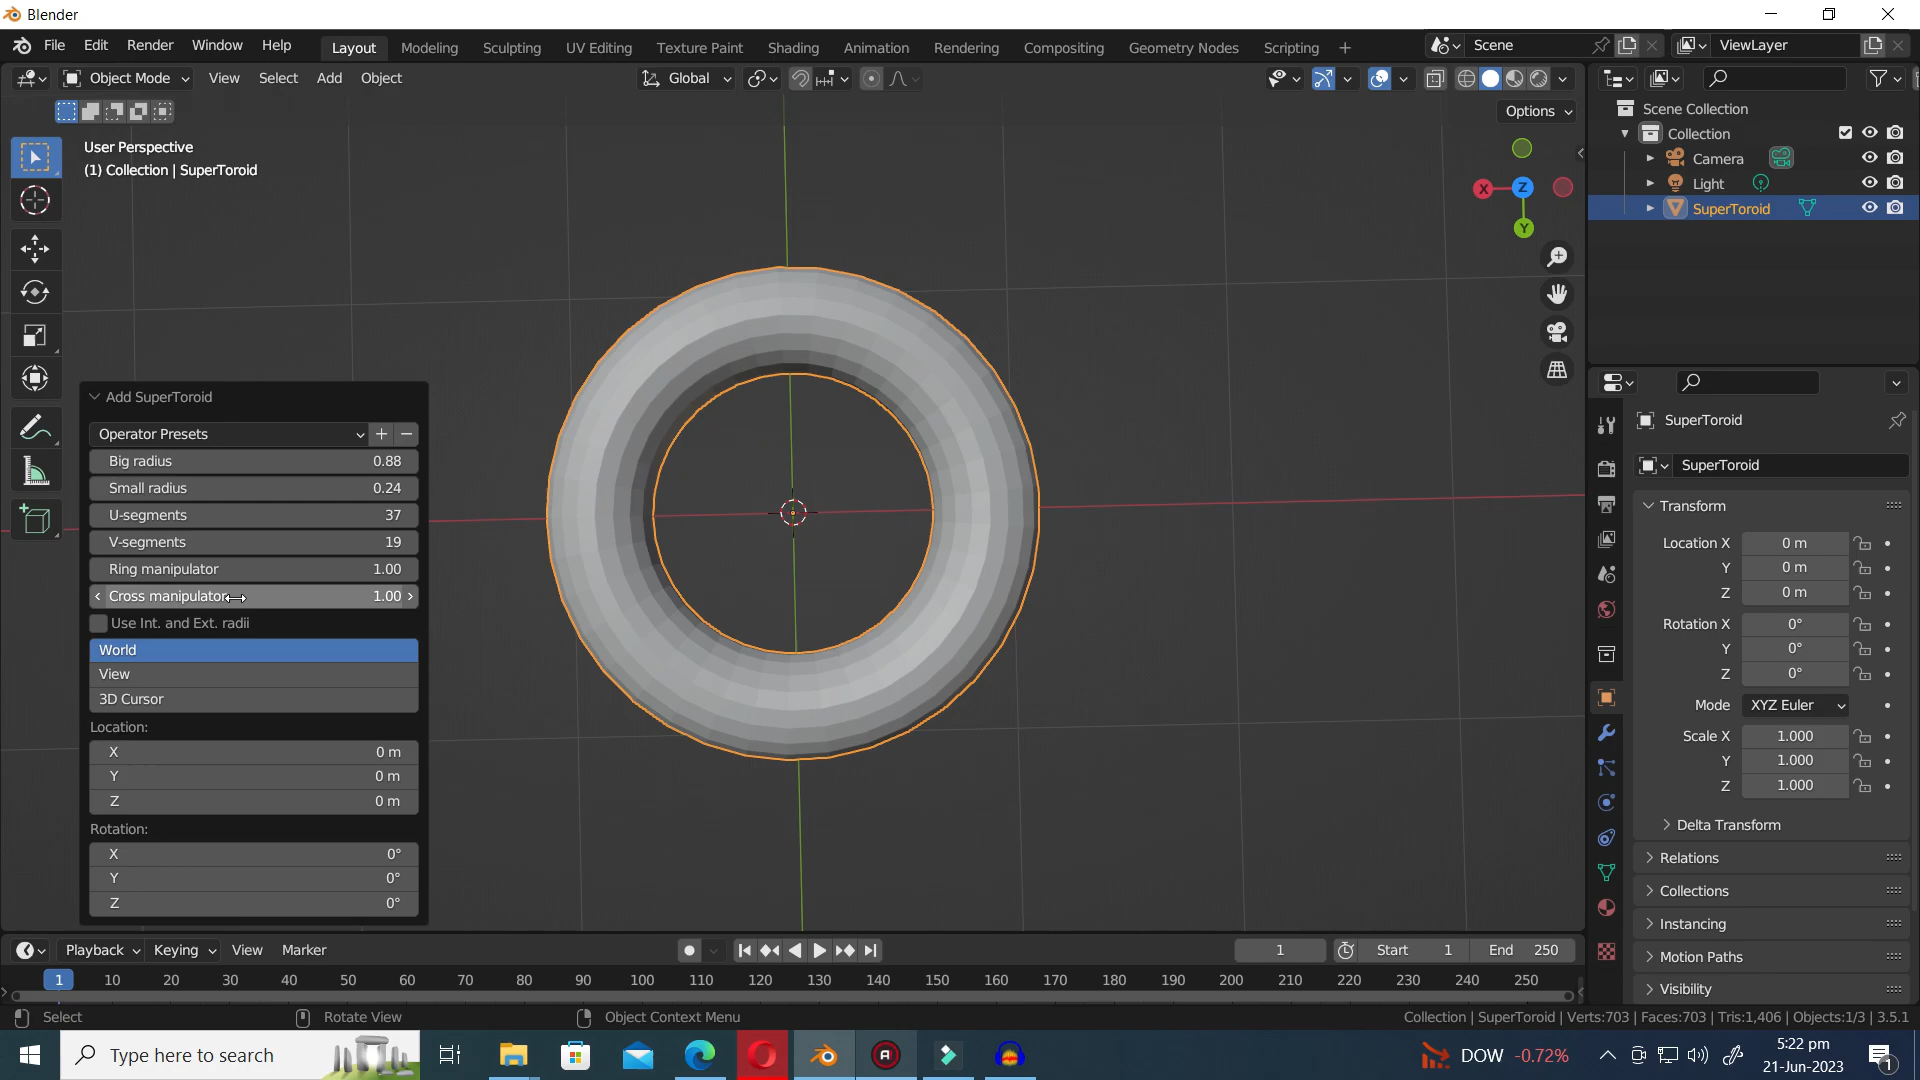 Blender
File Edit Render Window Help Layout Modeling Sculpting UV Editing Texture Paint Shading Animation Rendering Compositing Geometry Nodes Scripting + Scene ViewLayer
Object Mode View Select Add Object Global
Options
User Perspective
(1) Collection | SuperToroid
X Z
Y
Scene Collection
Collection
Camera
Light
SuperToroid
Add SuperToroid
Operator Presets
Big radius 0.88
Small radius 0.24
U-segments 37
V-segments 19
Ring manipulator 1.00
Cross manipulator 1.00
Use Int. and Ext. radii
World
View
3D Cursor
Location:
X 0 m
Y 0 m
Z 0 m
Rotation:
X 0°
Y 0°
Z 0°
SuperToroid
SuperToroid
Transform
Location X 0 m
Y 0 m
Z 0 m
Rotation X 0°
Y 0°
Z 0°
Mode XYZ Euler
Scale X 1.000
Y 1.000
Z 1.000
Delta Transform
Relations
Collections
Instancing
Motion Paths
Visibility
Playback Keying View Marker 1 Start 1 End 250
1 10 20 30 40 50 60 70 80 90 100 110 120 130 140 150 160 170 180 190 200 210 220 230 240 250
Select Rotate View Object Context Menu Collection | SuperToroid | Verts:703 | Faces:703 | Tris:1,406 | Objects:1/3 | 3.5.1
Type here to search DOW -0.72% 5:22 pm
21-Jun-2023
1